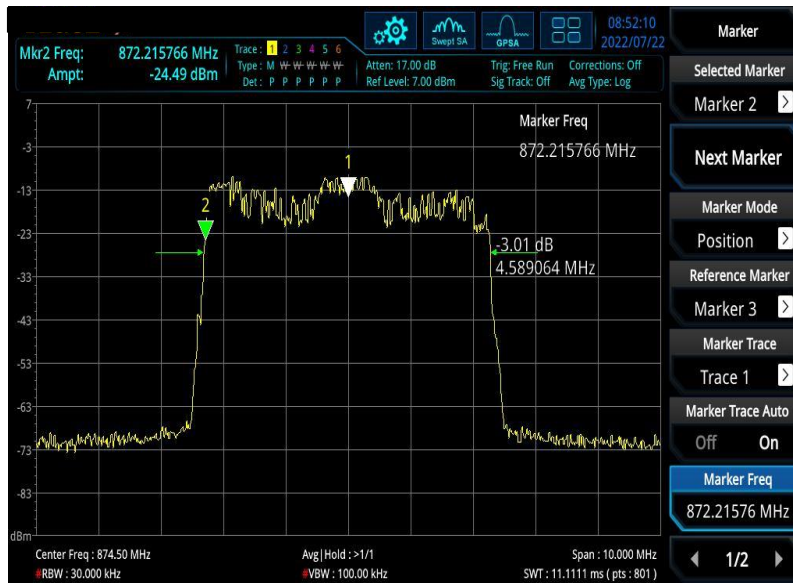 08:52:10
Swept SA
GPSA
2022/07/22
Mkr2 Freq: 872.215766 MHz
Ampt: -24.49 dBm
Trace: 1 2 3 4 5 6
Type: M W W W W W
Det: P P P P P P
Atten: 17.00 dB
Ref Level: 7.00 dBm
Trig: Free Run
Sig Track: Off
Corrections: Off
Avg Type: Log
7
-3
-13
-23
-33
-43
-53
-63
-73
-83
dBm
Marker Freq
872.215766 MHz
1
2
-3.01 dB
4.589064 MHz
Center Freq : 874.50 MHz
Avg|Hold : >1/1
Span : 10.000 MHz
#RBW : 30.000 kHz
#VBW : 100.00 kHz
SWT : 11.1111 ms ( pts : 801 )
Marker
Selected Marker
Marker 2
Next Marker
Marker Mode
Position
Reference Marker
Marker 3
Marker Trace
Trace 1
Marker Trace Auto
Off On
Marker Freq
872.21576 MHz
1/2